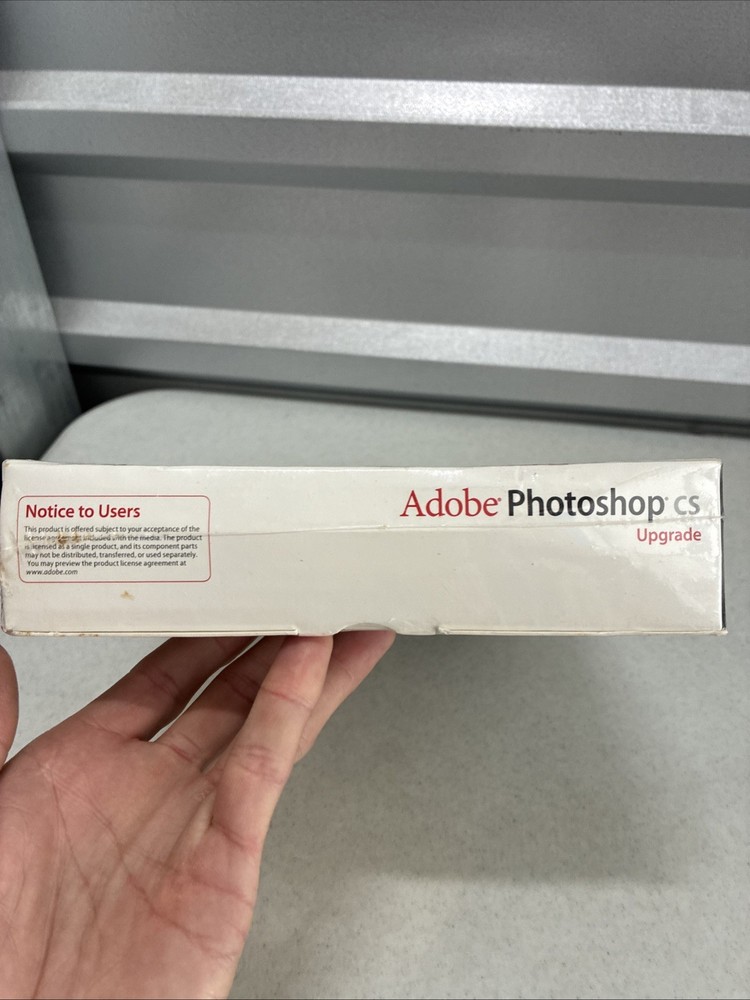 Notice to Users
This product is offered subject to your acceptance of the
license agreement included with the media. The product
is licensed as a single product, and its component parts
may not be distributed, transferred, or used separately.
You may preview the product license agreement at
www.adobe.com
Adobe® Photoshop® CS
Upgrade